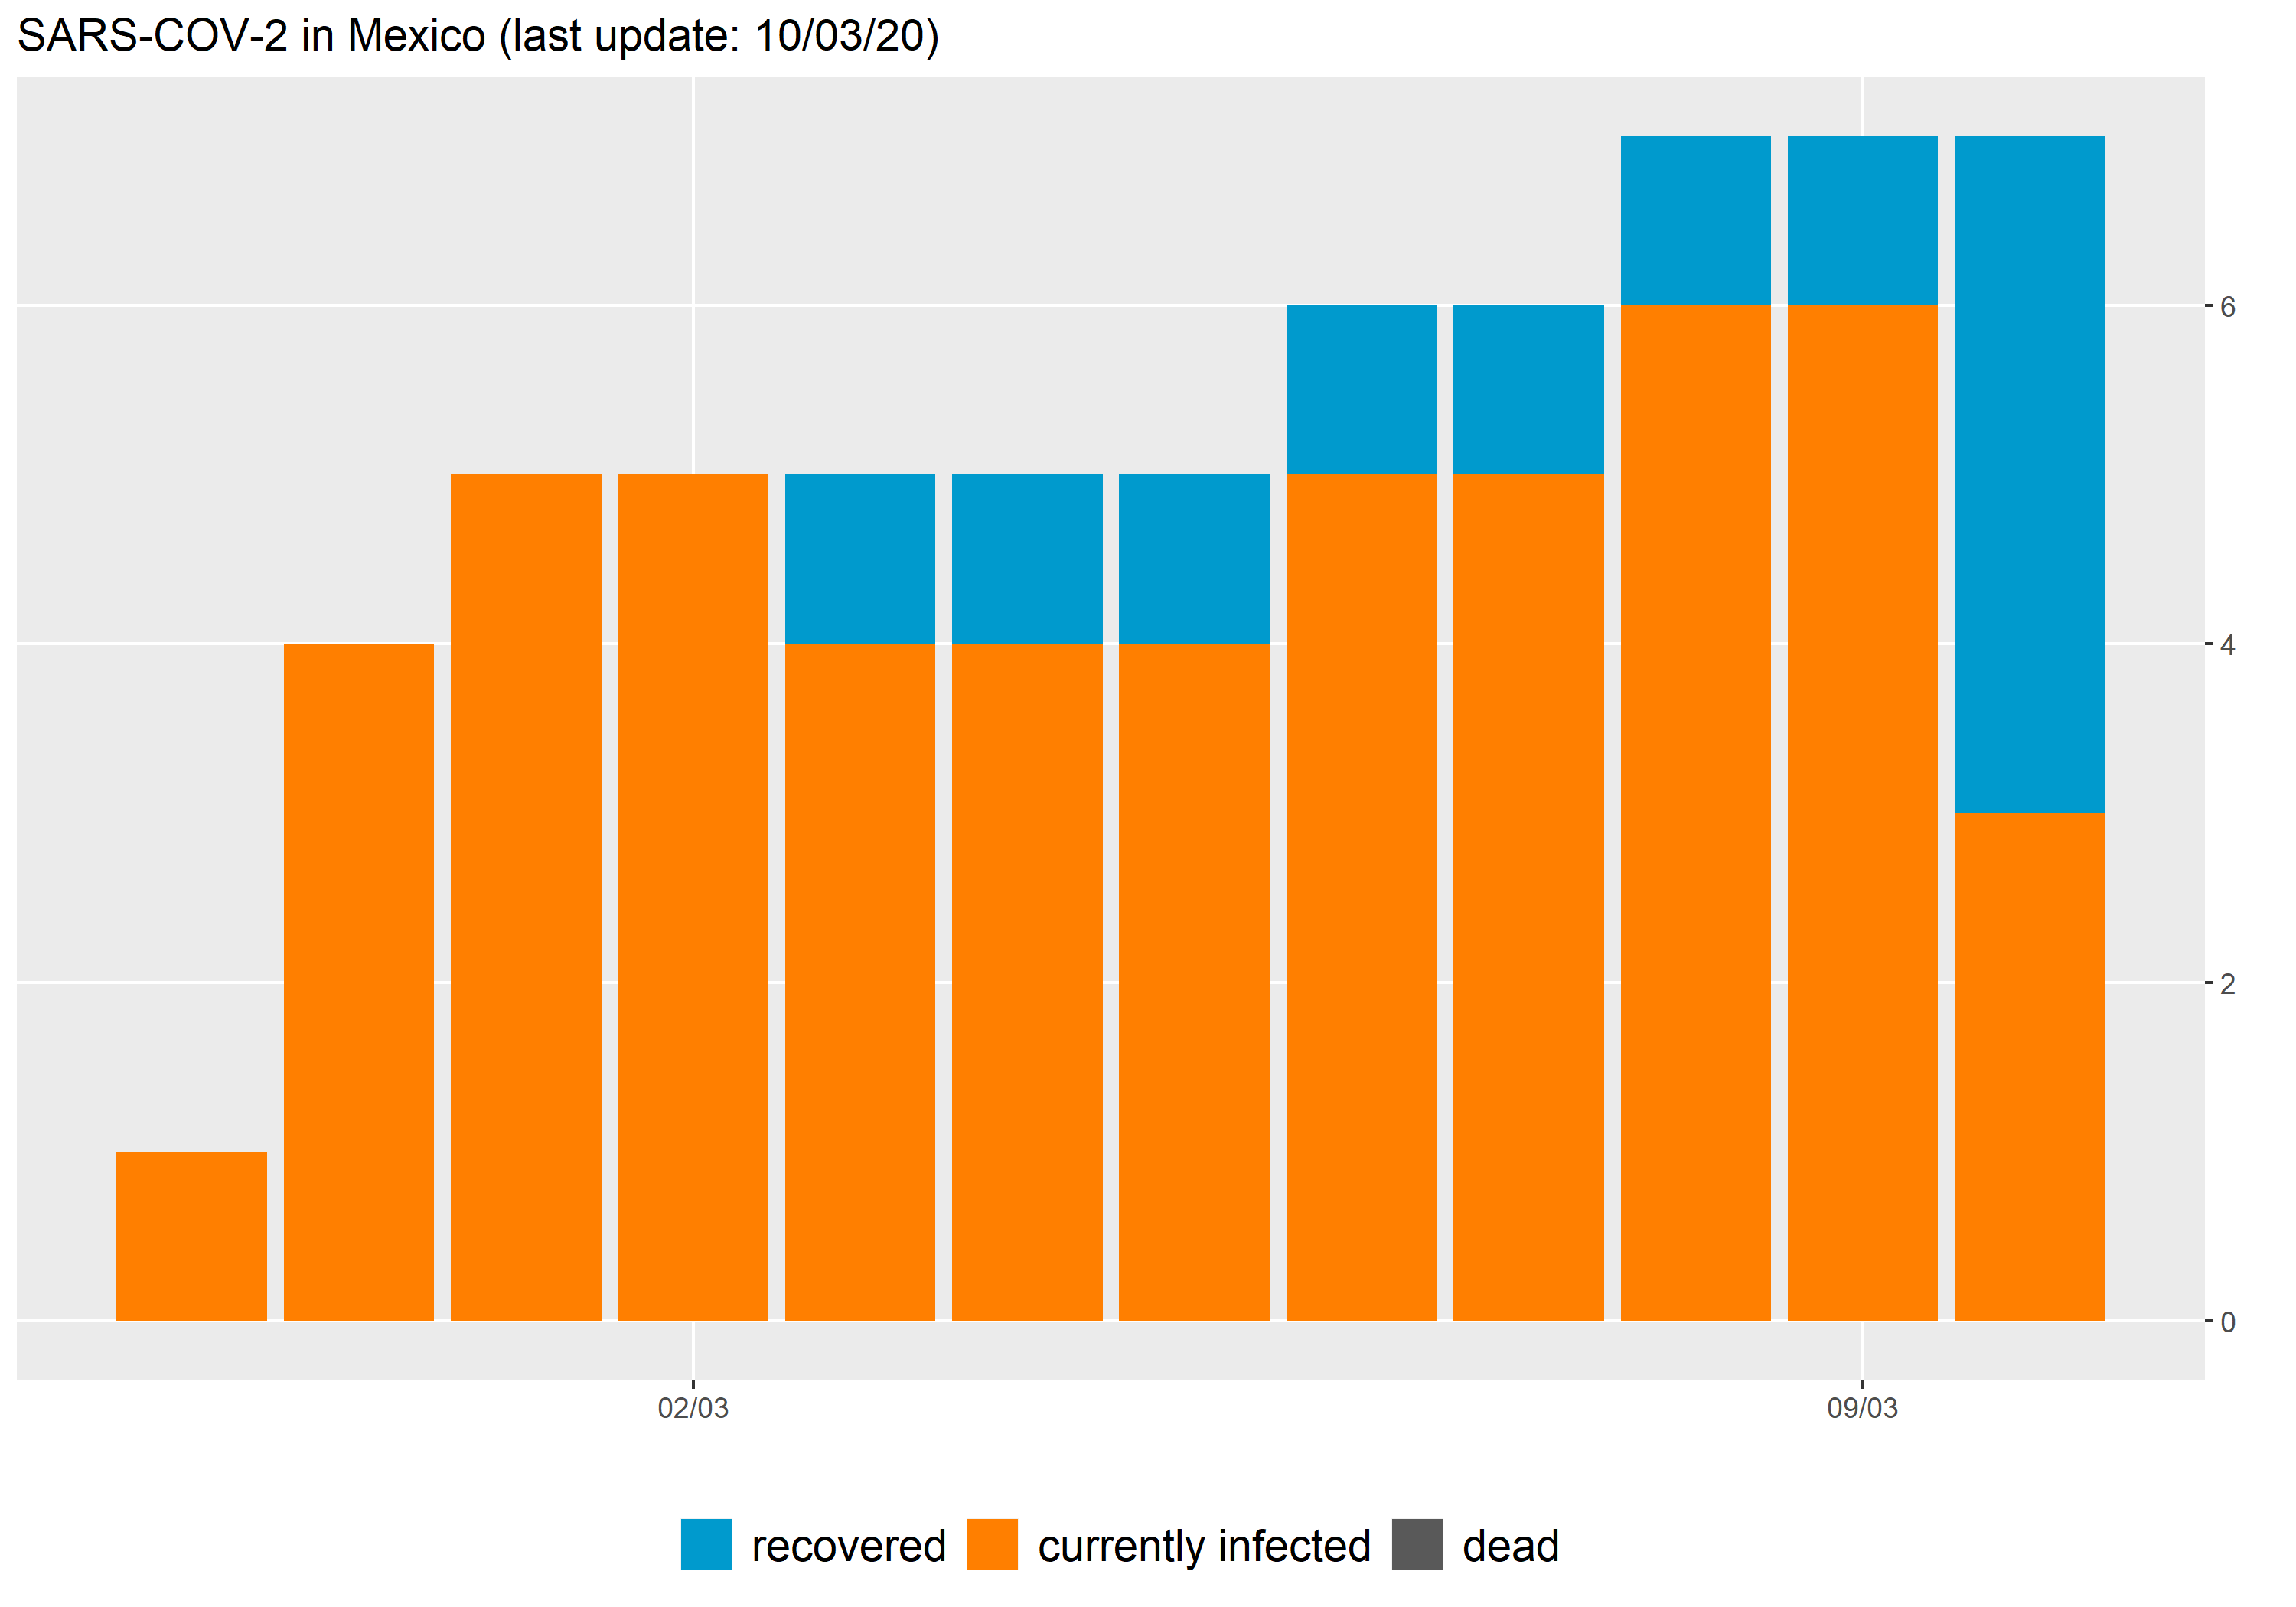 SARS-COV-2 in Mexico (last update: 10/03/20)
6
4
2
0
02/03 09/03
recovered currently infected dead